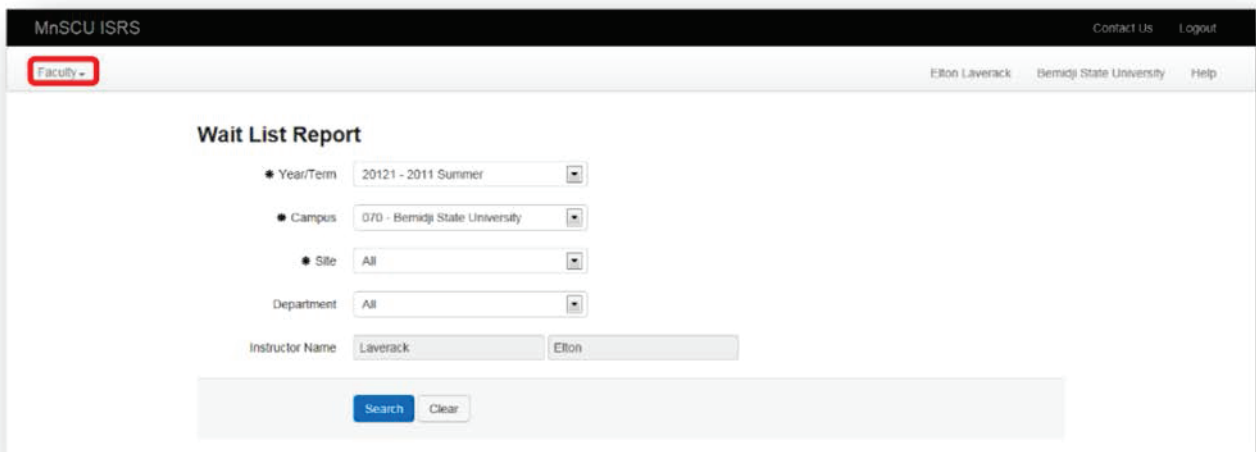 MnSCU ISRS Contact Us Logout
Faculty Elton Laverack Bemidji State University Help
Wait List Report
✱ Year/Term 20121 - 2011 Summer
✱ Campus 070 - Bemidji State University
✱ Site All
Department All
Instructor Name Laverack Elton
Search Clear